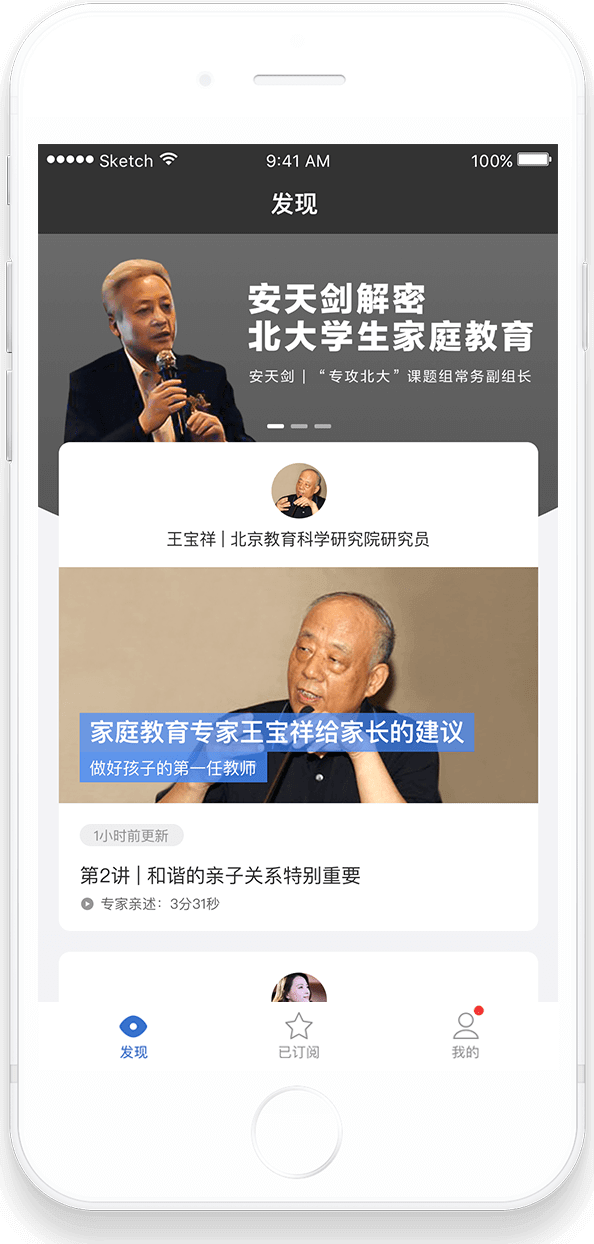 Sketch 9:41 AM 100%
发现
安天剑解密
北大学生家庭教育
安天剑 | “专攻北大”课题组常务副组长
王宝祥 | 北京教育科学研究院研究员
家庭教育专家王宝祥给家长的建议
做好孩子的第一任教师
1小时前更新
第2讲 | 和谐的亲子关系特别重要
专家亲述：3分31秒
发现 已订阅 我的